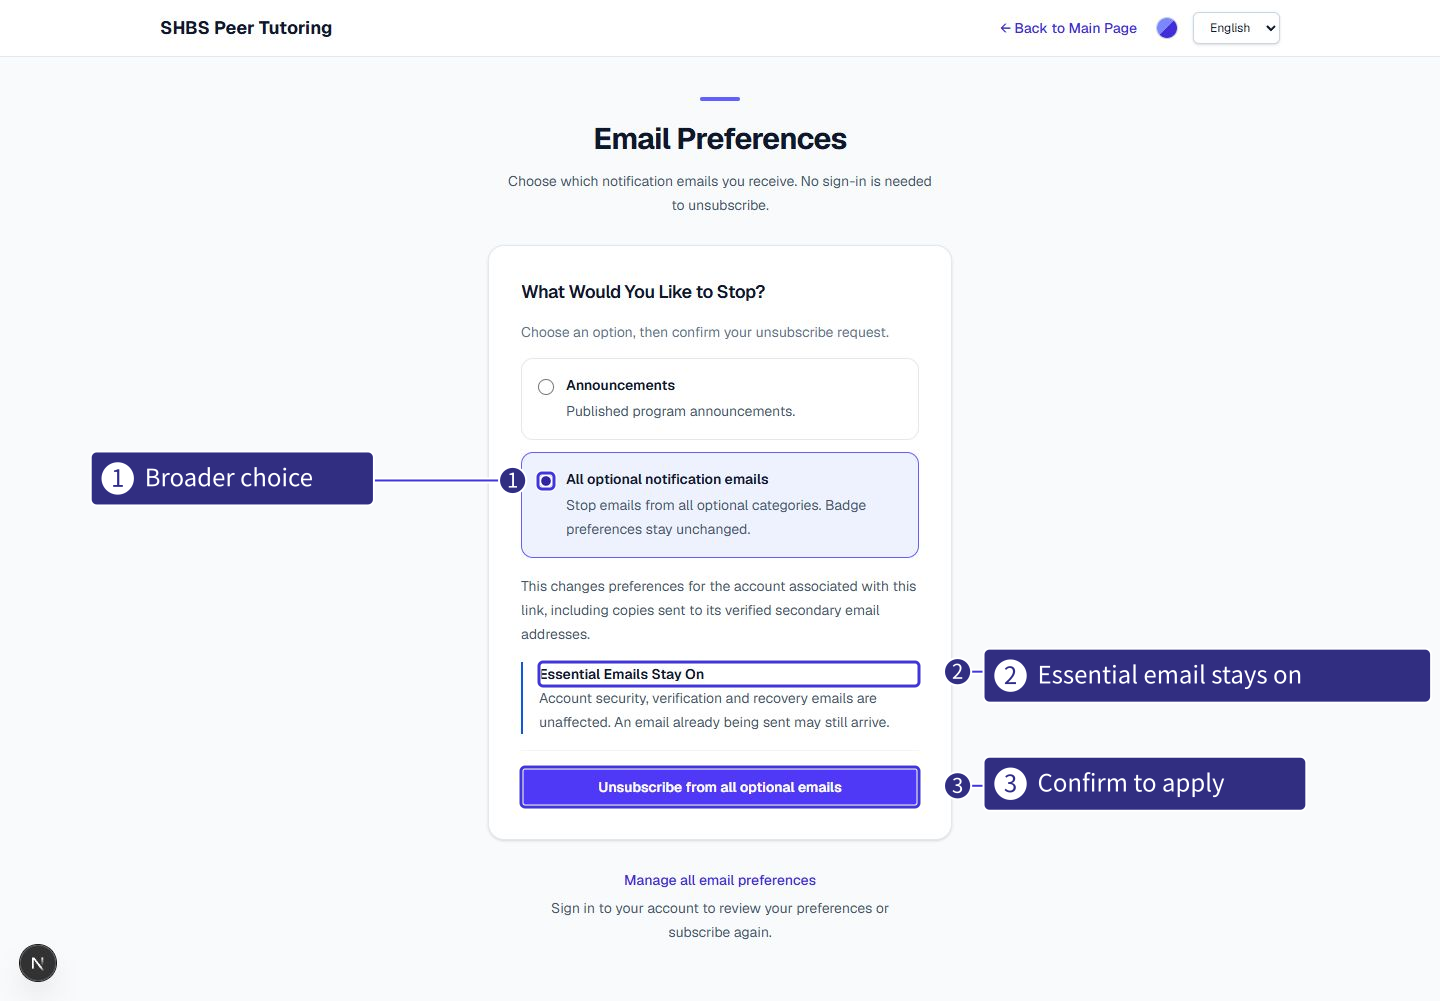 SHBS Peer Tutoring
← Back to Main Page
English
Email Preferences
Choose which notification emails you receive. No sign-in is needed
to unsubscribe.
What Would You Like to Stop?
Choose an option, then confirm your unsubscribe request.
Announcements
Published program announcements.
1 Broader choice
1
All optional notification emails
Stop emails from all optional categories. Badge
preferences stay unchanged.
This changes preferences for the account associated with this
link, including copies sent to its verified secondary email
addresses.
Essential Emails Stay On
2
2 Essential email stays on
Account security, verification and recovery emails are
unaffected. An email already being sent may still arrive.
Unsubscribe from all optional emails
3
3 Confirm to apply
Manage all email preferences
Sign in to your account to review your preferences or
subscribe again.
N